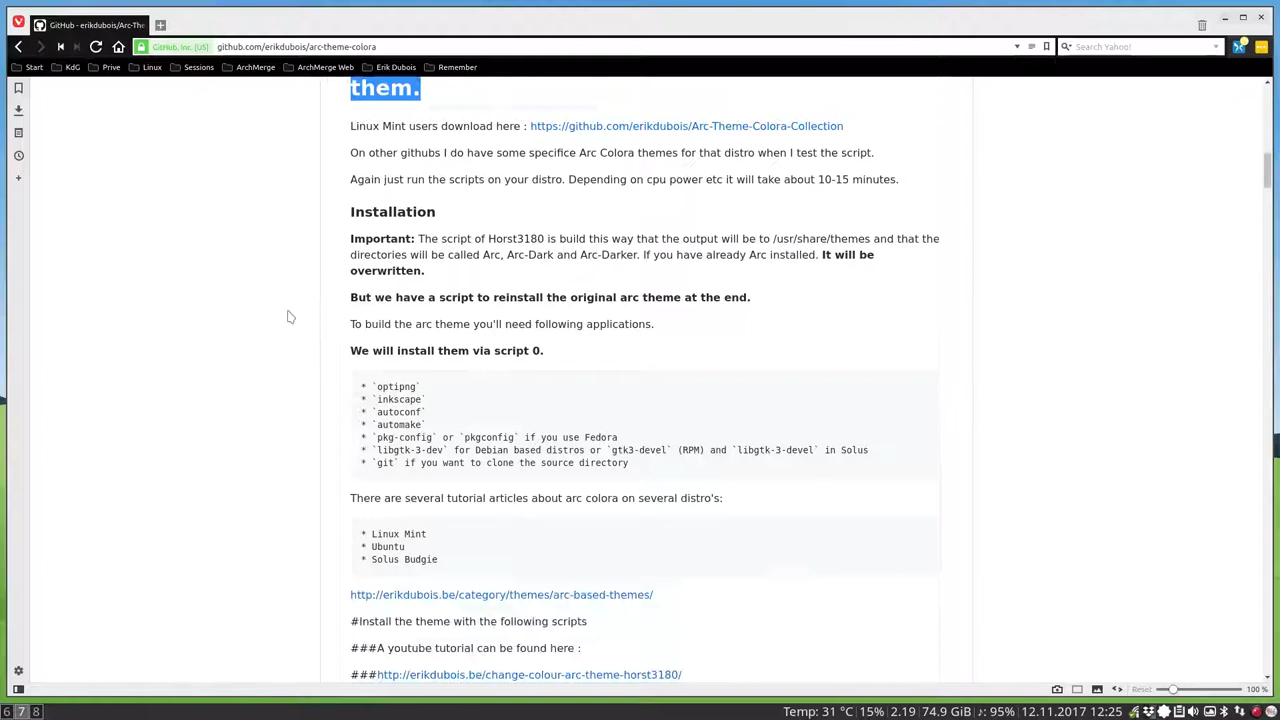 GitHub - erikdubois/Arc-The
GitHub, Inc. [US]
github.com/erikdubois/arc-theme-colora
Search Yahoo!
Start
KdG
Prive
Linux
Sessions
ArchMerge
ArchMerge Web
Erik Dubois
Remember
them.
Linux Mint users download here : https://github.com/erikdubois/Arc-Theme-Colora-Collection
On other githubs I do have some specifice Arc Colora themes for that distro when I test the script.
Again just run the scripts on your distro. Depending on cpu power etc it will take about 10-15 minutes.
Installation
Important: The script of Horst3180 is build this way that the output will be to /usr/share/themes and that the
directories will be called Arc, Arc-Dark and Arc-Darker. If you have already Arc installed. It will be
overwritten.
But we have a script to reinstall the original arc theme at the end.
To build the arc theme you'll need following applications.
We will install them via script 0.
* `optipng`
* `inkscape`
* `autoconf`
* `automake`
* `pkg-config` or `pkgconfig` if you use Fedora
* `libgtk-3-dev` for Debian based distros or `gtk3-devel` (RPM) and `libgtk-3-devel` in Solus
* `git` if you want to clone the source directory
There are several tutorial articles about arc colora on several distro's:
* Linux Mint
* Ubuntu
* Solus Budgie
http://erikdubois.be/category/themes/arc-based-themes/
#Install the theme with the following scripts
###A youtube tutorial can be found here :
###http://erikdubois.be/change-colour-arc-theme-horst3180/
Reset
100 %
6 7 8
Temp: 31 °C 15% 2.19 74.9 GiB ♪: 95% 12.11.2017 12:25